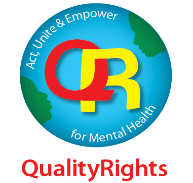 Act, Unite & Empower
QR
for Mental Health
QualityRights